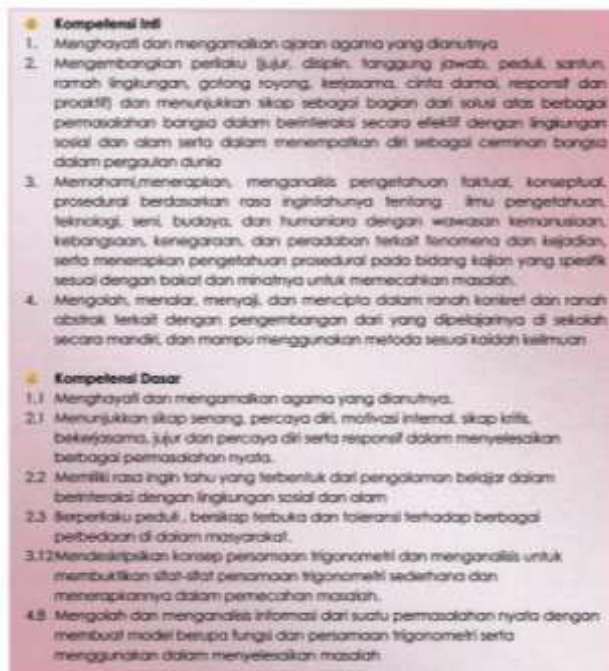 Kompetensi Inti
1. Menghayati dan mengamalkan ajaran agama yang dianutnya
2. Mengembangkan perilaku (jujur, disiplin, tanggung jawab, peduli, santun,
ramah lingkungan, gotong royong, kerjasama, cinta damai, responsif dan
proaktif) dan menunjukkan sikap sebagai bagian dari solusi atas berbagai
permasalahan bangsa dalam berinteraksi secara efektif dengan lingkungan
sosial dan alam serta dalam menempatkan diri sebagai cerminan bangsa
dalam pergaulan dunia
3. Memahami,menerapkan, menganalisis pengetahuan faktual, konseptual,
prosedural berdasarkan rasa ingintahunya tentang ilmu pengetahuan,
teknologi, seni, budaya, dan humaniora dengan wawasan kemanusiaan,
kebangsaan, kenegaraan, dan peradaban terkait fenomena dan kejadian,
serta menerapkan pengetahuan prosedural pada bidang kajian yang spesifik
sesuai dengan bakat dan minatnya untuk memecahkan masalah.
4. Mengolah, menalar, menyaji, dan mencipta dalam ranah konkret dan ranah
abstrak terkait dengan pengembangan dari yang dipelajarinya di sekolah
secara mandiri, dan mampu menggunakan metoda sesuai kaidah keilmuan
Kompetensi Dasar
1.1 Menghayati dan mengamalkan agama yang dianutnya.
2.1 Menunjukkan sikap senang, percaya diri, motivasi internal, sikap kritis,
bekerjasama, jujur dan percaya diri serta responsif dalam menyelesaikan
berbagai permasalahan nyata.
2.2 Memiliki rasa ingin tahu yang terbentuk dari pengalaman belajar dalam
berinteraksi dengan lingkungan sosial dan alam
2.3 Berperilaku peduli , bersikap terbuka dan toleransi terhadap berbagai
perbedaan di dalam masyarakat.
3.12 Mendeskripsikan konsep persamaan trigonometri dan menganalisis untuk
membuktikan sifat-sifat persamaan trigonometri sederhana dan
menerapkannya dalam pemecahan masalah.
4.8 Mengolah dan menganalisis informasi dari suatu permasalahan nyata dengan
membuat model berupa fungsi dan persamaan trigonometri serta
menggunakan dalam menyelesaikan masalah